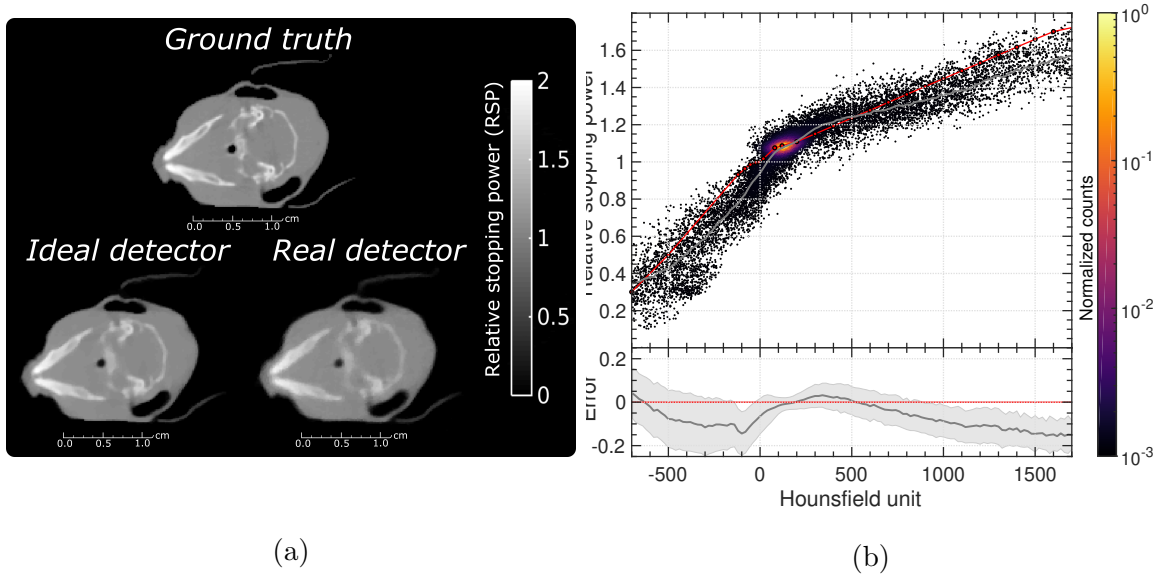 Ground truth
0.0 0.5 1.0 cm
Ideal detector
Real detector
0.0 0.5 1.0 cm
0.0 0.5 1.0 cm
Relative stopping power (RSP)
2
1.5
1
0.5
0
(a)
Relative stopping power
1.6
1.4
1.2
1
0.8
0.6
0.4
0.2
Error
0.2
0
-0.2
-500 0 500 1000 1500
Hounsfield unit
Normalized counts
10^0
10^-1
10^-2
10^-3
(b)